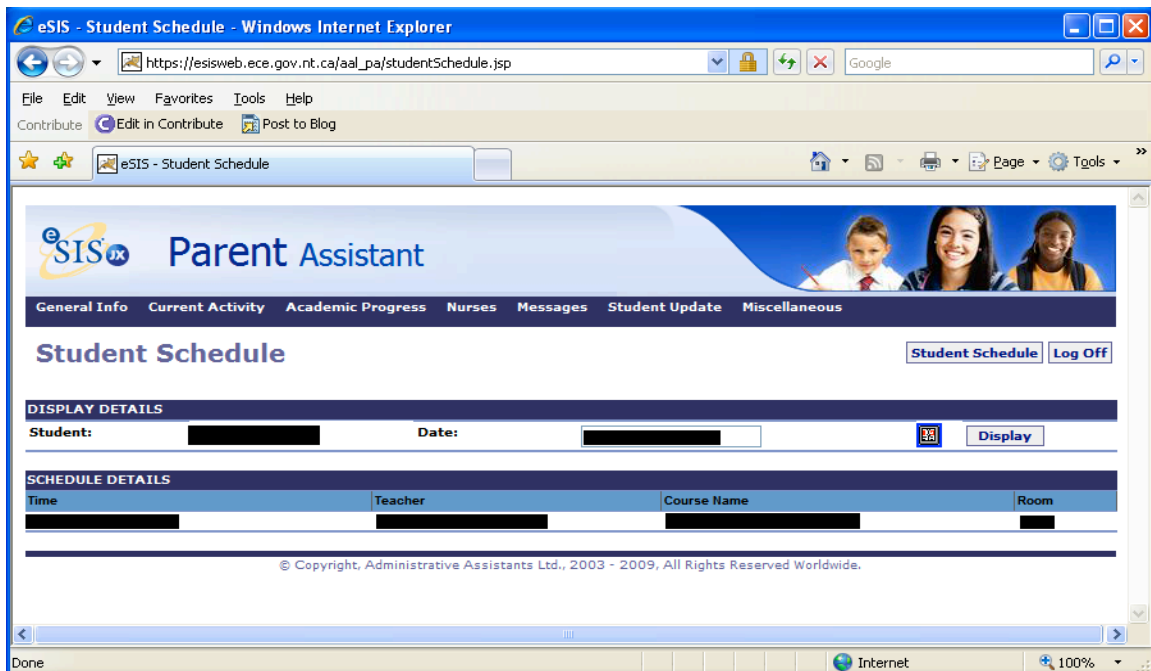 eSIS - Student Schedule - Windows Internet Explorer
https://esisweb.ece.gov.nt.ca/aal_pa/studentSchedule.jsp Google
File Edit View Favorites Tools Help
Contribute Edit in Contribute Post to Blog
eSIS - Student Schedule Page Tools »
eSIS JX Parent Assistant
General Info Current Activity Academic Progress Nurses Messages Student Update Miscellaneous
Student Schedule Student Schedule Log Off
DISPLAY DETAILS
Student: Date: Display
SCHEDULE DETAILS
Time Teacher Course Name Room
© Copyright, Administrative Assistants Ltd., 2003 - 2009, All Rights Reserved Worldwide.
Done Internet 100%